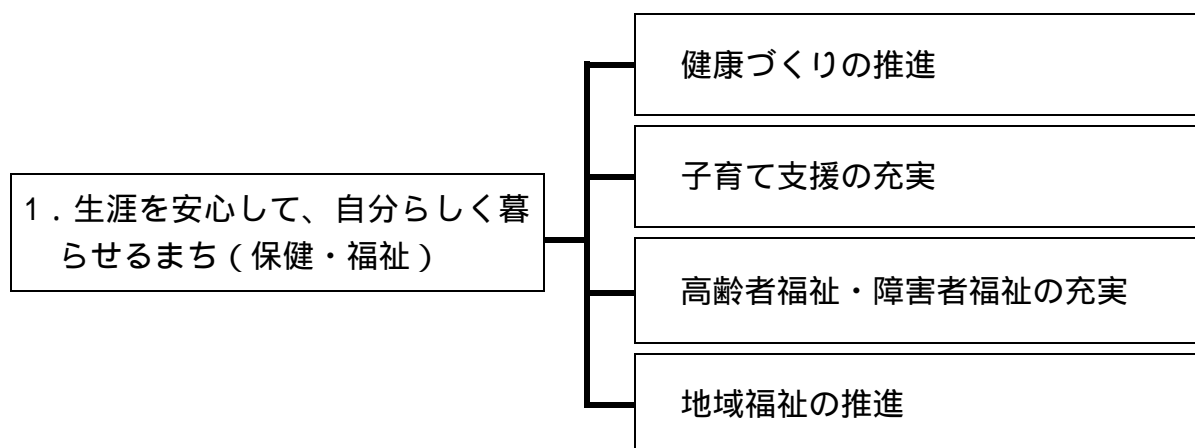 1．生涯を安心して、自分らしく暮
らせるまち（保健・福祉）
健康づくりの推進
子育て支援の充実
高齢者福祉・障害者福祉の充実
地域福祉の推進